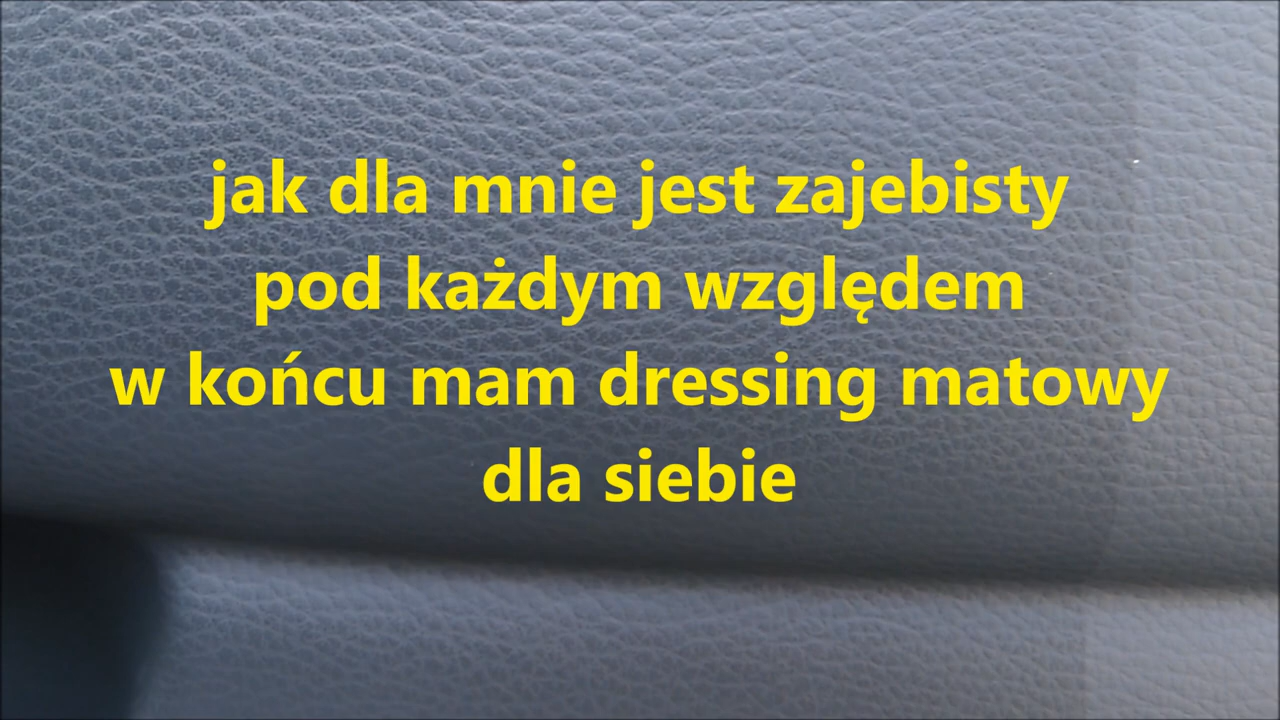 jak dla mnie jest zajebisty
pod każdym względem
w końcu mam dressing matowy
dla siebie